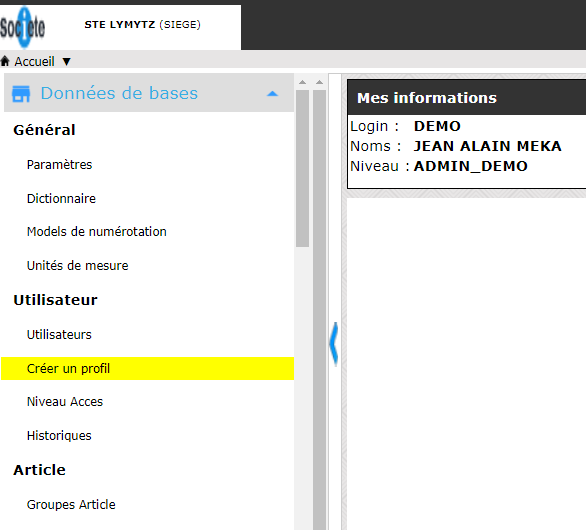 Societe
STE LYMYTZ (SIEGE)
Accueil ▼
Données de bases
Général
Paramètres
Dictionnaire
Models de numérotation
Unités de mesure
Utilisateur
Utilisateurs
Créer un profil
Niveau Acces
Historiques
Article
Groupes Article
Mes informations
Login : DEMO
Noms : JEAN ALAIN MEKA
Niveau : ADMIN_DEMO